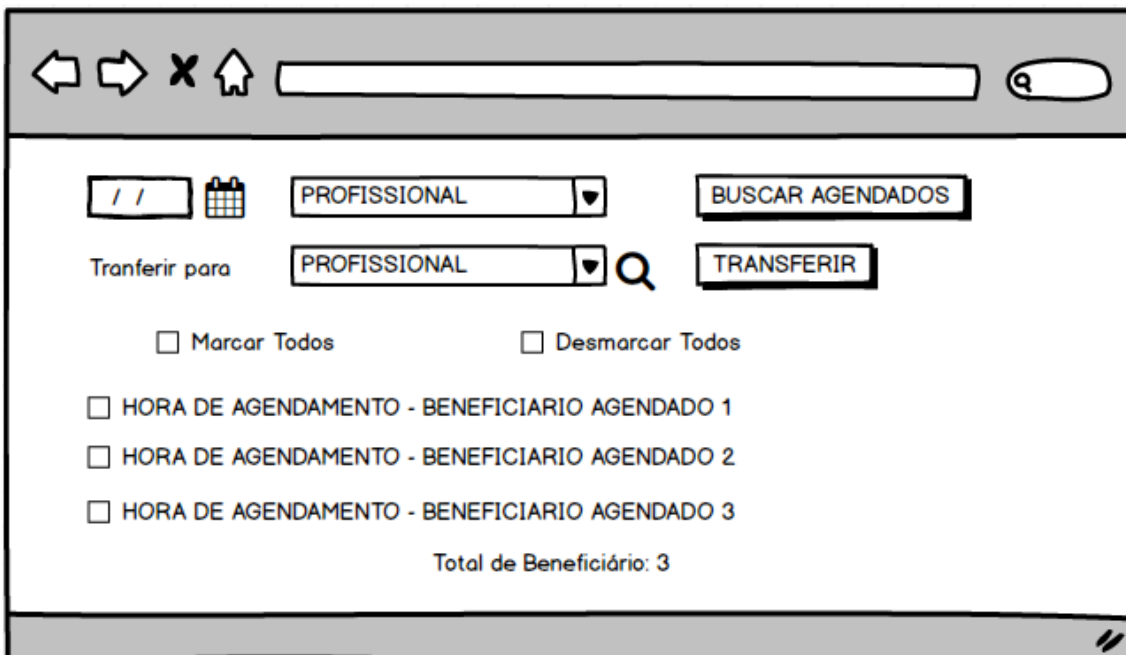 / / PROFISSIONAL BUSCAR AGENDADOS
Tranferir para PROFISSIONAL TRANSFERIR
Marcar Todos Desmarcar Todos
HORA DE AGENDAMENTO - BENEFICIARIO AGENDADO 1
HORA DE AGENDAMENTO - BENEFICIARIO AGENDADO 2
HORA DE AGENDAMENTO - BENEFICIARIO AGENDADO 3
Total de Beneficiário: 3